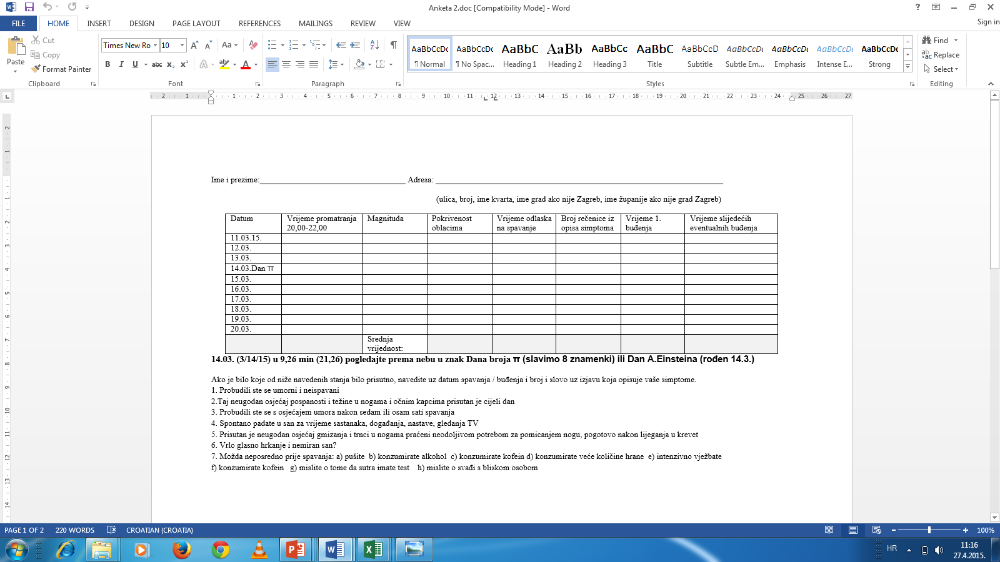 Anketa 2.doc [Compatibility Mode] - Word
?
FILE HOME INSERT DESIGN PAGE LAYOUT REFERENCES MAILINGS REVIEW VIEW Sign in
Paste
Cut
Copy
Format Painter
Clipboard
Times New Ro 10
Font
Paragraph
AaBbCcDc AaBbCcDc AaBbC AaBb AaBbCc AaBbC AaBbCcD AaBbCcDc AaBbCcDc AaBbCcDc AaBbCcDc
¶ Normal ¶ No Spac... Heading 1 Heading 2 Heading 3 Title Subtitle Subtle Em... Emphasis Intense E... Strong
Styles
Find
Replace
Select
Editing
2 1 1 2 3 4 5 6 7 8 9 10 11 12 13 14 15 16 17 18 19 20 21 22 23 24 25 26 27
Ime i prezime:____________________________________ Adresa: _______________________________________________________________________
(ulica, broj, ime kvarta, ime grad ako nije Zagreb, ime županije ako nije grad Zagreb)
Datum Vrijeme promatranja Magnituda Pokrivenost Vrijeme odlaska Broj rečenice iz Vrijeme 1. Vrijeme slijedećih
20,00-22,00 oblacima na spavanje opisa simptoma buđenja eventualnih buđenja
11.03.15.
12.03.
13.03.
14.03.Dan π
15.03.
16.03.
17.03.
18.03.
19.03.
20.03.
Srednja
vrijednost:
14.03. (3/14/15) u 9,26 min (21,26) pogledajte prema nebu u znak Dana broja π (slavimo 8 znamenki) ili Dan A.Einsteina (rođen 14.3.)
Ako je bilo koje od niže navedenih stanja bilo prisutno, navedite uz datum spavanja / buđenja i broj i slovo uz izjavu koja opisuje vaše simptome.
1. Probudili ste se umorni i neispavani
2.Taj neugodan osjećaj pospanosti i težine u nogama i očnim kapcima prisutan je cijeli dan
3. Probudili ste se s osjećajem umora nakon sedam ili osam sati spavanja
4. Spontano padate u san za vrijeme sastanaka, događanja, nastave, gledanja TV
5. Prisutan je neugodan osjećaj gmizanja i trnci u nogama praćeni neodoljivom potrebom za pomicanjem nogu, pogotovo nakon lijeganja u krevet
6. Vrlo glasno hrkanje i nemiran san?
7. Možda neposredno prije spavanja: a) pušite b) konzumirate alkohol c) konzumirate kofein d) konzumirate veće količine hrane e) intenzivno vježbate
f) konzumirate kofein g) mislite o tome da sutra imate test h) mislite o svađi s bliskom osobom
PAGE 1 OF 2 220 WORDS CROATIAN (CROATIA) 100%
HR
11:16
27.4.2015.